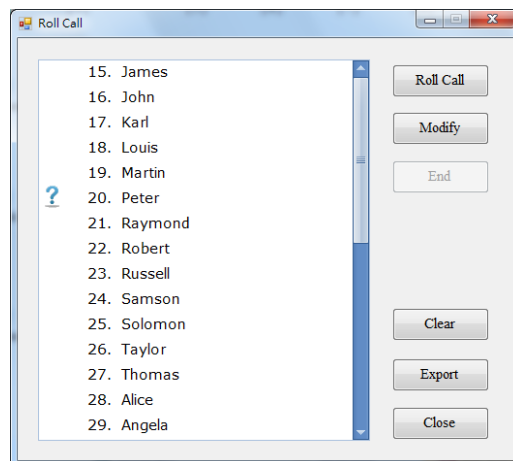 Roll Call
15. James
16. John
17. Karl
18. Louis
19. Martin
? 20. Peter
21. Raymond
22. Robert
23. Russell
24. Samson
25. Solomon
26. Taylor
27. Thomas
28. Alice
29. Angela
Roll Call
Modify
End
Clear
Export
Close